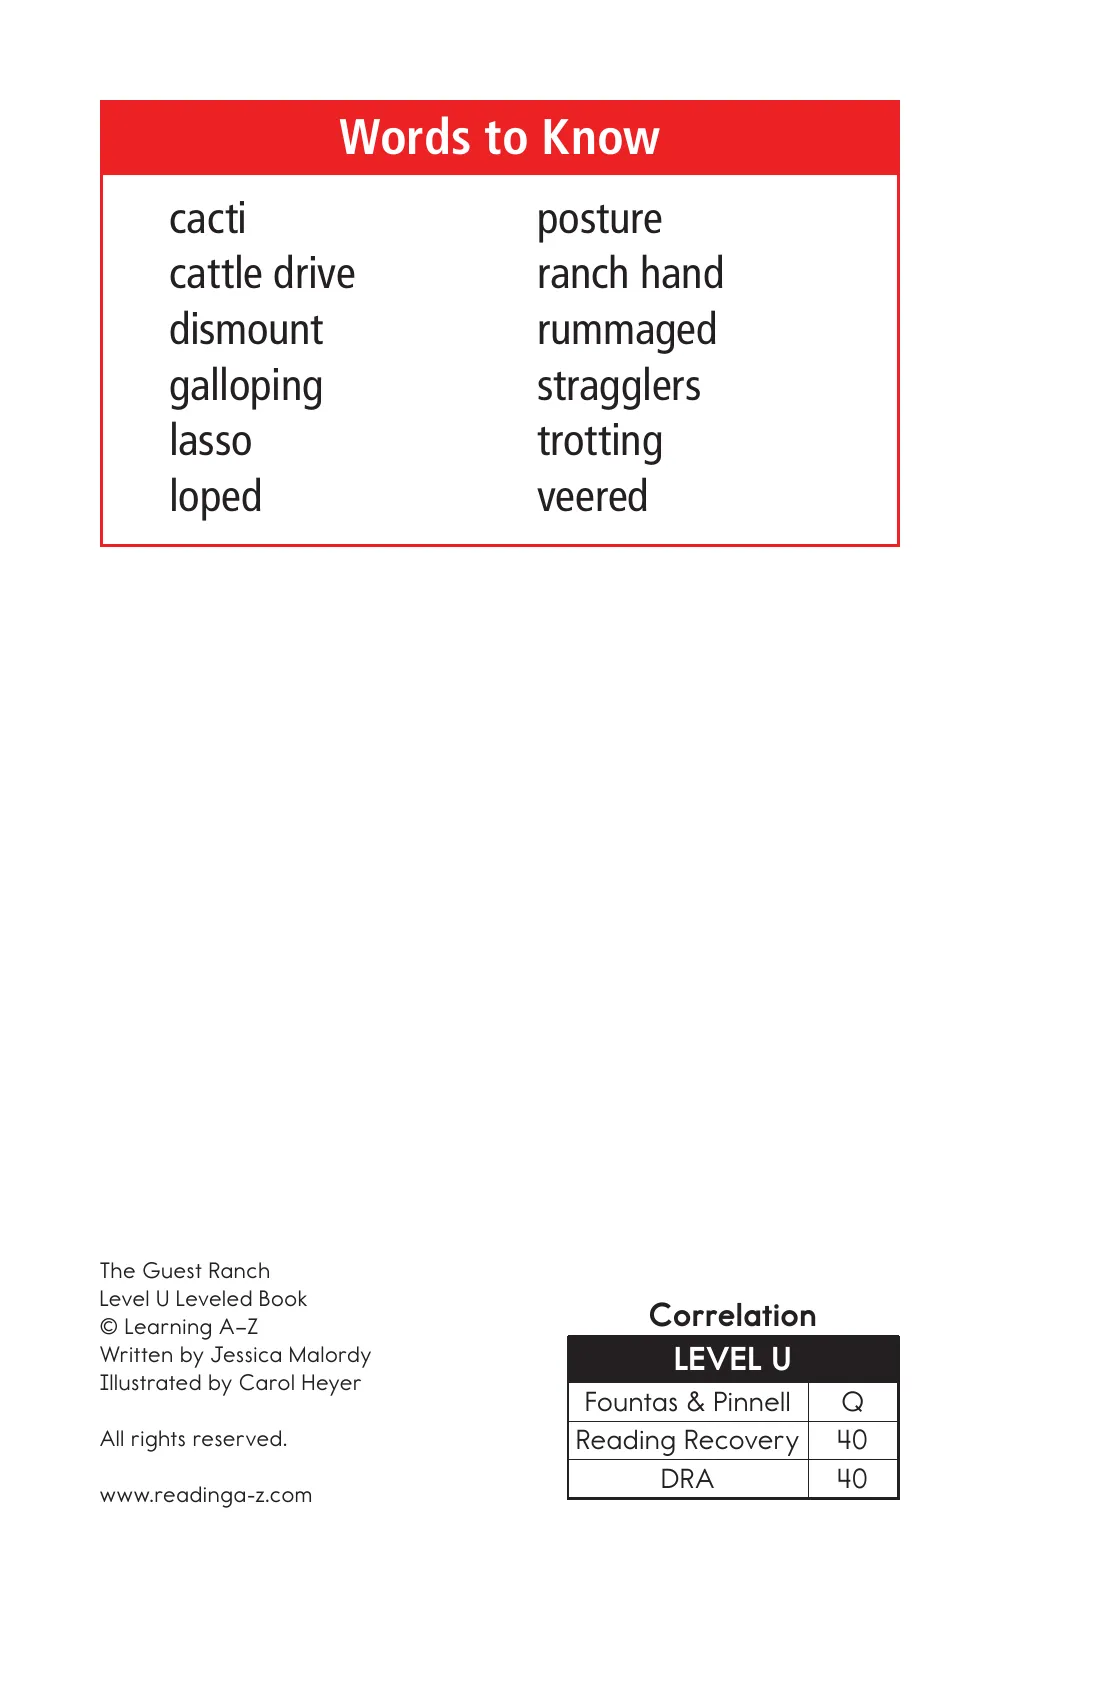 Words to Know
cacti
cattle drive
dismount
galloping
lasso
loped
posture
ranch hand
rummaged
stragglers
trotting
veered
The Guest Ranch
Level U Leveled Book
© Learning A–Z
Written by Jessica Malordy
Illustrated by Carol Heyer
All rights reserved.
www.readinga-z.com
Correlation
LEVEL U
Fountas & Pinnell Q
Reading Recovery 40
DRA 40